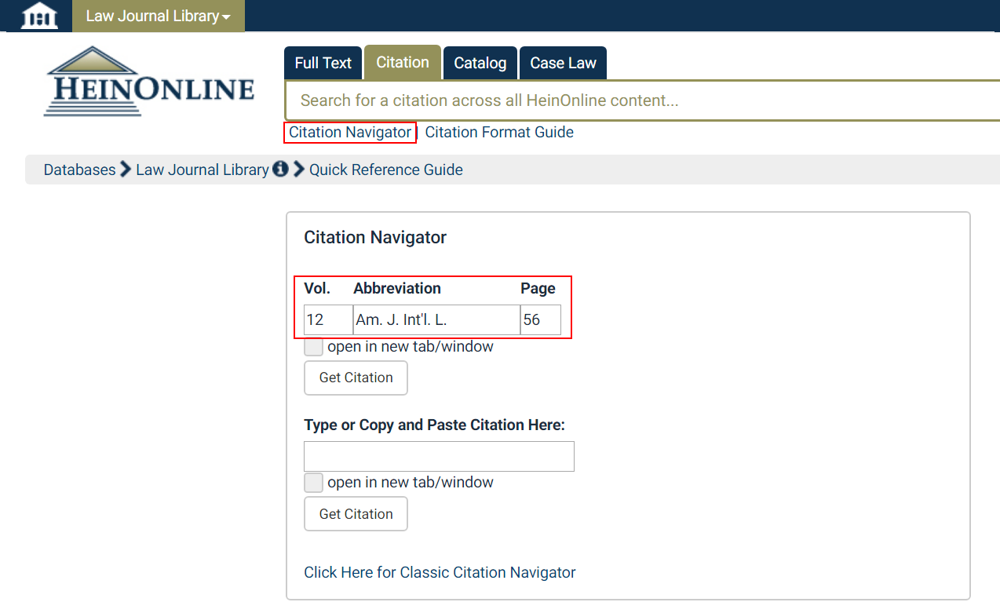 Law Journal Library
HEINONLINE
Full Text Citation Catalog Case Law
Search for a citation across all HeinOnline content...
Citation Navigator | Citation Format Guide
Databases Law Journal Library Quick Reference Guide
Citation Navigator
Vol. Abbreviation Page
12 Am. J. Int'l. L. 56
open in new tab/window
Get Citation
Type or Copy and Paste Citation Here:
open in new tab/window
Get Citation
Click Here for Classic Citation Navigator